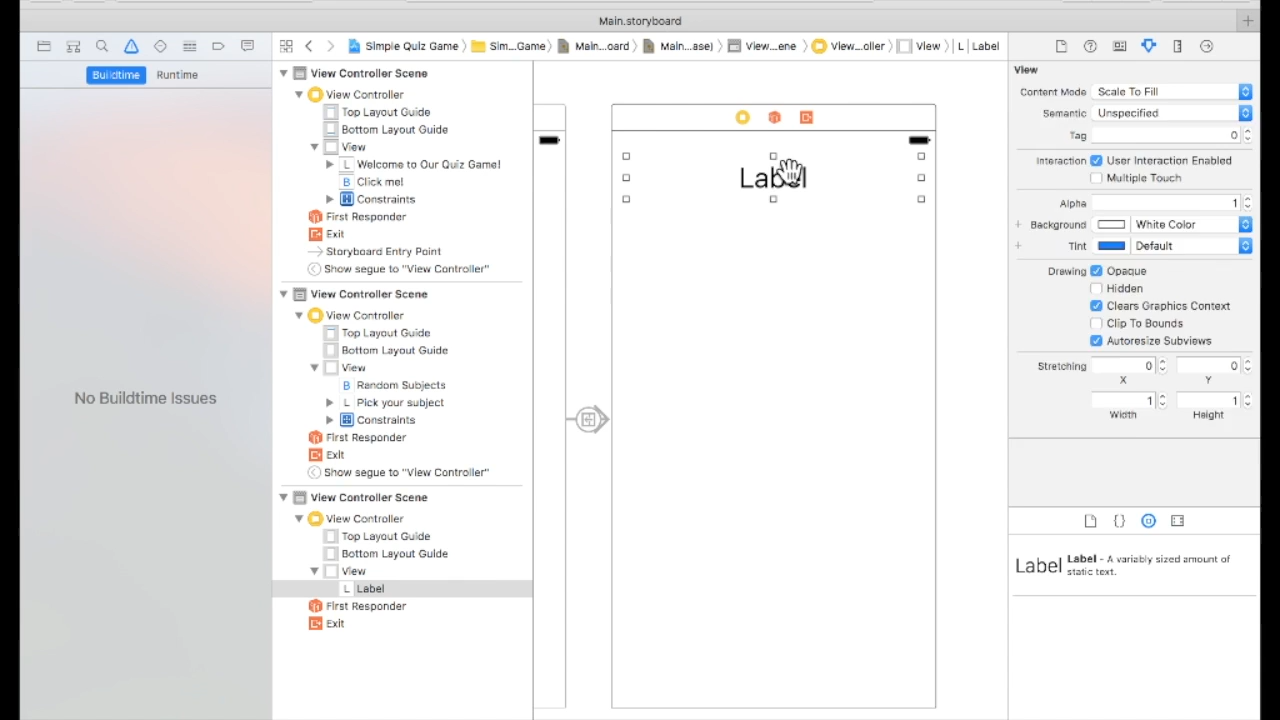 Main.storyboard
Simple Quiz Game
Sim...Game)
Main...oard
Main...ase)
View...ene
View...oller
View
L
Label
Buildtime
Runtime
No Buildtime Issues
View Controller Scene
View Controller
Top Layout Guide
Bottom Layout Guide
View
L Welcome to Our Quiz Game!
B Click me!
Constraints
First Responder
Exit
Storyboard Entry Point
Show segue to "View Controller"
View Controller Scene
View Controller
Top Layout Guide
Bottom Layout Guide
View
B Random Subjects
L Pick your subject
Constraints
First Responder
Exit
Show segue to "View Controller"
View Controller Scene
View Controller
Top Layout Guide
Bottom Layout Guide
View
L Label
First Responder
Exit
Label
View
Content Mode Scale To Fill
Semantic Unspecified
Tag 0
Interaction User Interaction Enabled
Multiple Touch
Alpha 1
+ Background White Color
+ Tint Default
Drawing Opaque
Hidden
Clears Graphics Context
Clip To Bounds
Autoresize Subviews
Stretching 0 0
X Y
1 1
Width Height
{}
Label
Label - A variably sized amount of
static text.